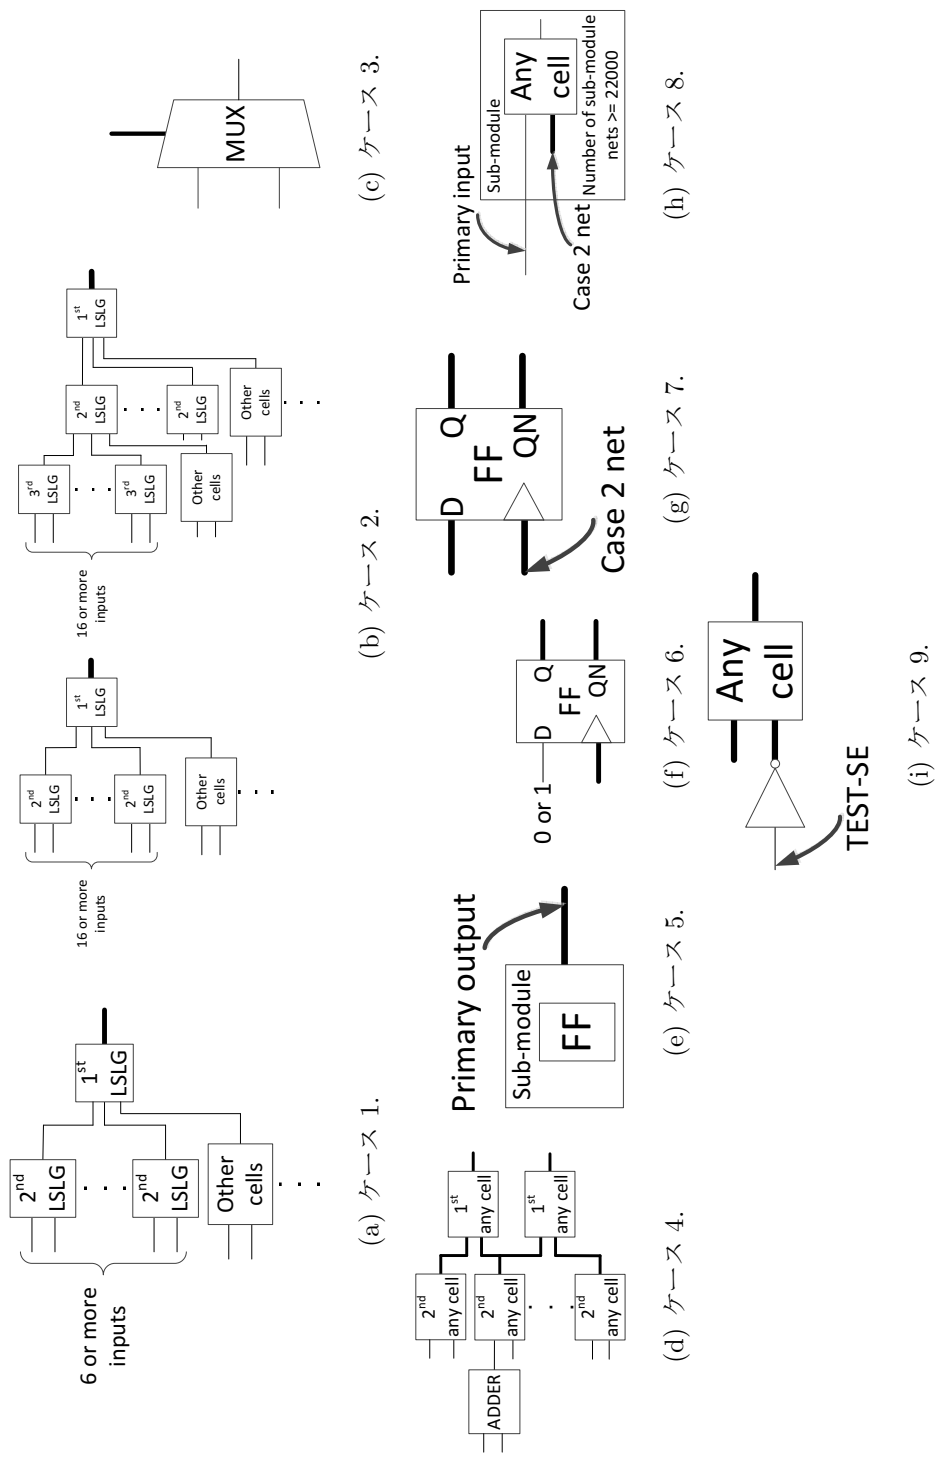 6 or more
inputs
2nd
LSLG
2nd
LSLG
Other
cells
1st
LSLG
(a) ケース 1.
16 or more
inputs
2nd
LSLG
2nd
LSLG
Other
cells
1st
LSLG
16 or more
inputs
3rd
LSLG
3rd
LSLG
Other
cells
2nd
LSLG
2nd
LSLG
Other
cells
1st
LSLG
(b) ケース 2.
MUX
(c) ケース 3.
ADDER
2nd
any cell
2nd
any cell
2nd
any cell
1st
any cell
1st
any cell
(d) ケース 4.
Primary output
Sub-module
FF
(e) ケース 5.
0 or 1
D
Q
FF
QN
(f) ケース 6.
D
Q
FF
QN
Case 2 net
(g) ケース 7.
Primary input
Sub-module
Any
cell
Number of sub-module
nets >= 22000
Case 2 net
(h) ケース 8.
TEST-SE
Any
cell
(i) ケース 9.